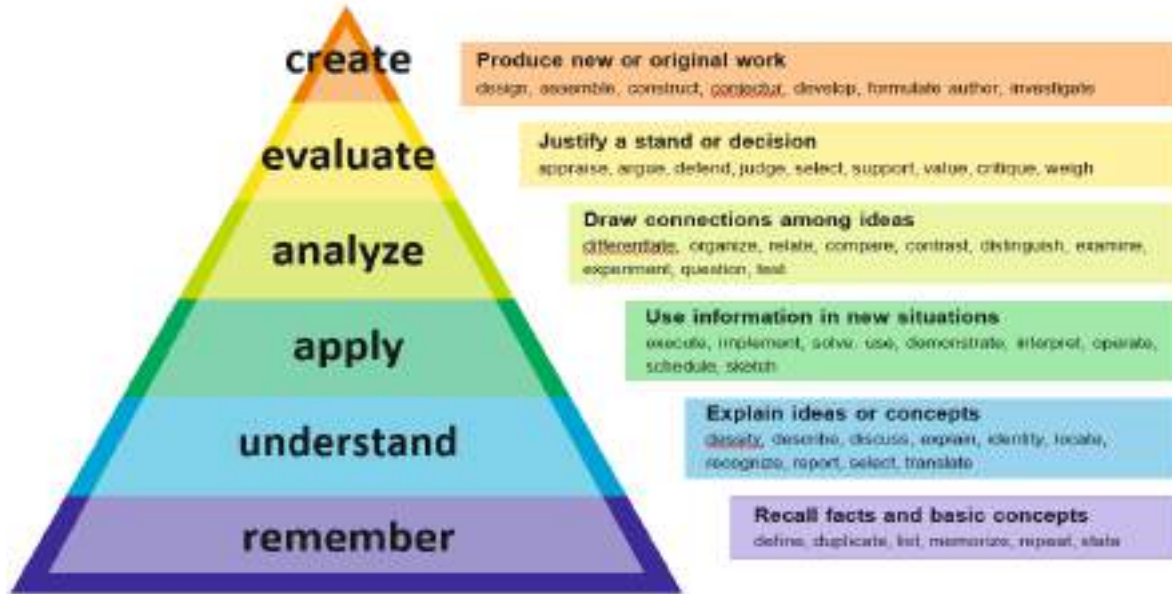 create
Produce new or original work
design, assemble, construct, conjectur, develop, formulate author, investigate
evaluate
Justify a stand or decision
appraise, argue, defend, judge, select, support, value, critique, weigh
analyze
Draw connections among ideas
differentiate, organize, relate, compare, contrast, distinguish, examine,
experiment, question, test
apply
Use information in new situations
execute, implement, solve, use, demonstrate, interpret, operate,
schedule, sketch
understand
Explain ideas or concepts
describe, discuss, explain, identify, locate,
recognize, report, select, translate
remember
Recall facts and basic concepts
define, duplicate, list, memorize, repeat, state